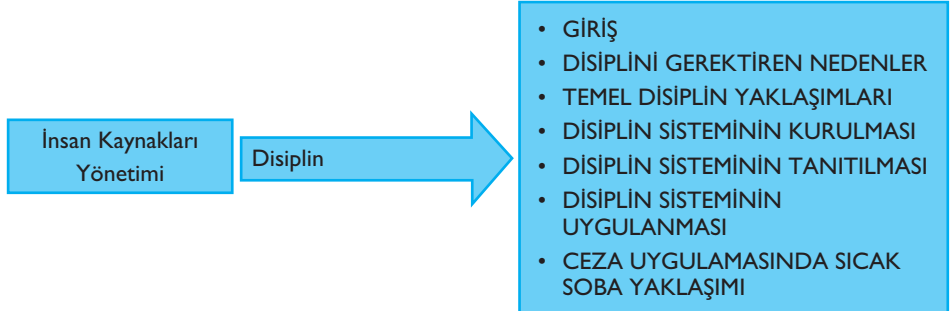 İnsan Kaynakları
Yönetimi
Disiplin
• GİRİŞ
• DİSİPLİNİ GEREKTİREN NEDENLER
• TEMEL DİSİPLİN YAKLAŞIMLARI
• DİSİPLİN SİSTEMİNİN KURULMASI
• DİSİPLİN SİSTEMİNİN TANITILMASI
• DİSİPLİN SİSTEMİNİN
UYGULANMASI
• CEZA UYGULAMASINDA SICAK
SOBA YAKLAŞIMI